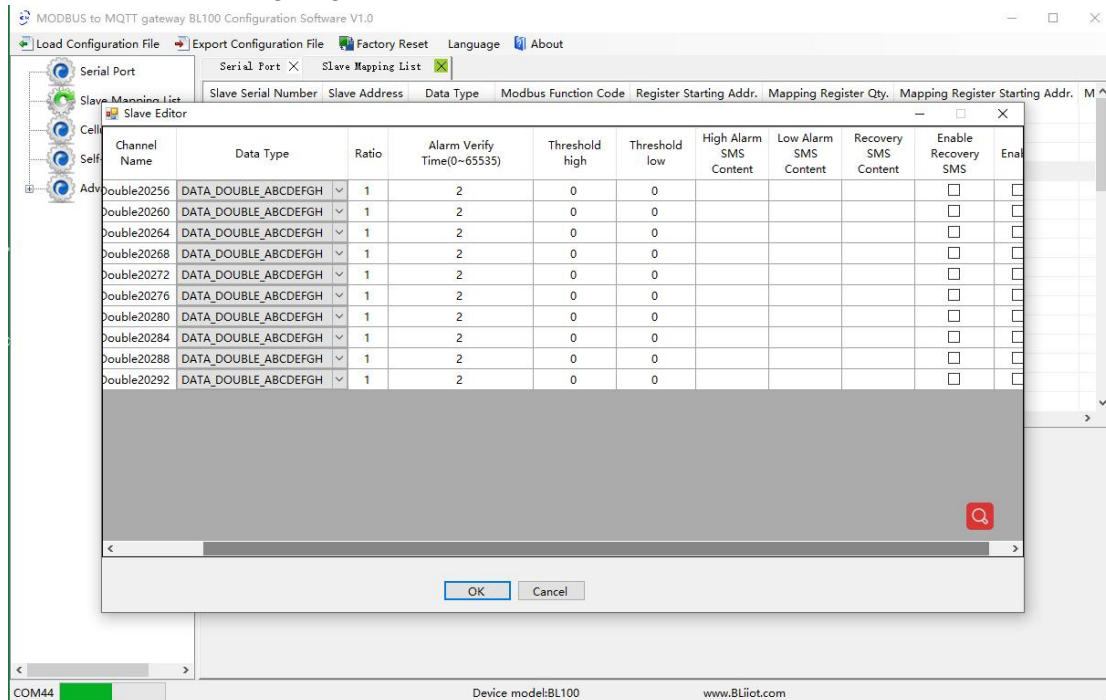 MODBUS to MQTT gateway BL100 Configuration Software V1.0
Load Configuration File Export Configuration File Factory Reset Language About
Serial Port
Slave Mapping List
Cell
Self-
Adv
Serial Port Slave Mapping List
Slave Serial Number Slave Address Data Type Modbus Function Code Register Starting Addr. Mapping Register Qty. Mapping Register Starting Addr. M
Slave Editor
Channel Name Data Type Ratio Alarm Verify Time(0~65535) Threshold high Threshold low High Alarm SMS Content Low Alarm SMS Content Recovery SMS Content Enable Recovery SMS Enal
Double20256 DATA_DOUBLE_ABCDEFGH 1 2 0 0
Double20260 DATA_DOUBLE_ABCDEFGH 1 2 0 0
Double20264 DATA_DOUBLE_ABCDEFGH 1 2 0 0
Double20268 DATA_DOUBLE_ABCDEFGH 1 2 0 0
Double20272 DATA_DOUBLE_ABCDEFGH 1 2 0 0
Double20276 DATA_DOUBLE_ABCDEFGH 1 2 0 0
Double20280 DATA_DOUBLE_ABCDEFGH 1 2 0 0
Double20284 DATA_DOUBLE_ABCDEFGH 1 2 0 0
Double20288 DATA_DOUBLE_ABCDEFGH 1 2 0 0
Double20292 DATA_DOUBLE_ABCDEFGH 1 2 0 0
OK Cancel
COM44 Device model:BL100 www.BLiiot.com